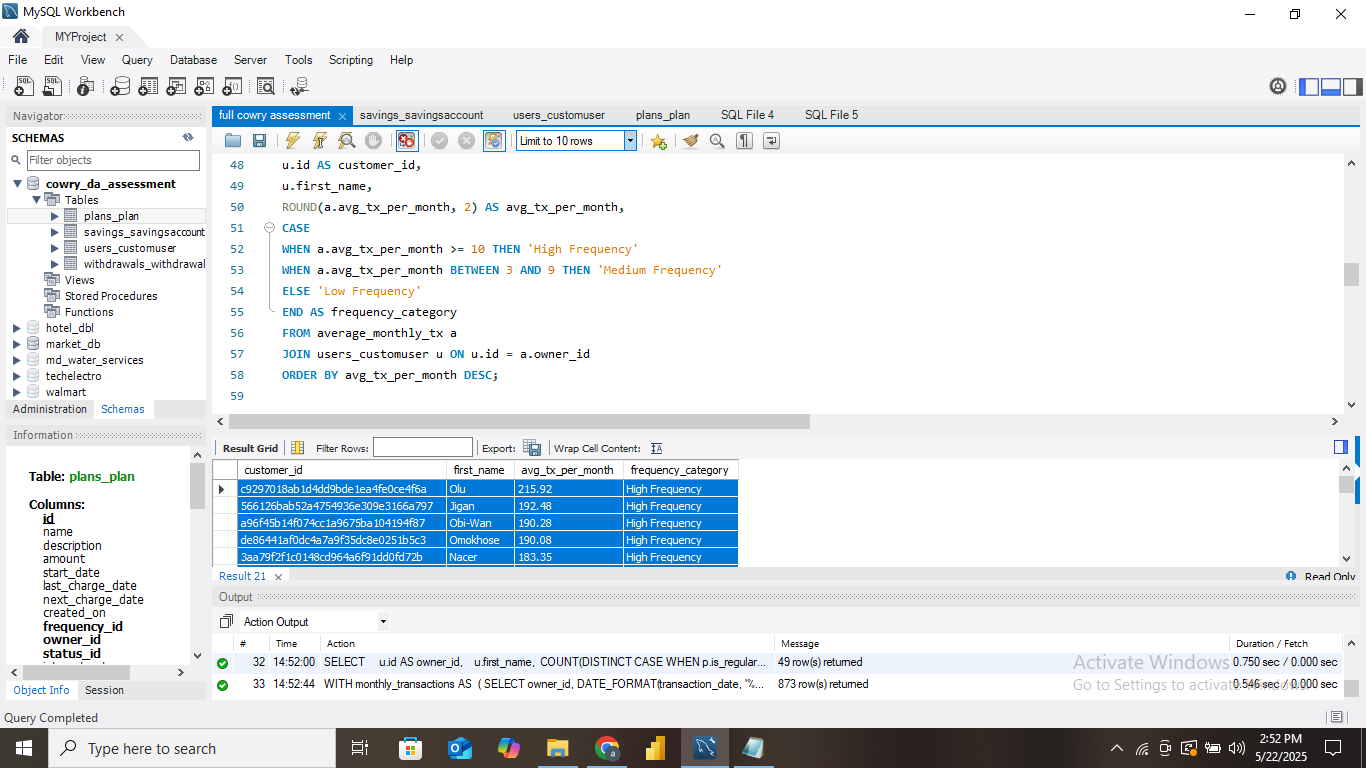 MySQL Workbench
MYProject
File Edit View Query Database Server Tools Scripting Help
Navigator
SCHEMAS
Filter objects
cowry_da_assessment
Tables
plans_plan
savings_savingsaccount
users_customuser
withdrawals_withdrawal
Views
Stored Procedures
Functions
hotel_dbl
market_db
md_water_services
techelectro
walmart
Administration Schemas
Information
Table: plans_plan
Columns:
id
name
description
amount
start_date
last_charge_date
next_charge_date
created_on
frequency_id
owner_id
status_id
Object Info Session
full cowry assessment savings_savingsaccount users_customuser plans_plan SQL File 4 SQL File 5
Limit to 10 rows
48 u.id AS customer_id,
49 u.first_name,
50 ROUND(a.avg_tx_per_month, 2) AS avg_tx_per_month,
51 CASE
52 WHEN a.avg_tx_per_month >= 10 THEN 'High Frequency'
53 WHEN a.avg_tx_per_month BETWEEN 3 AND 9 THEN 'Medium Frequency'
54 ELSE 'Low Frequency'
55 END AS frequency_category
56 FROM average_monthly_tx a
57 JOIN users_customuser u ON u.id = a.owner_id
58 ORDER BY avg_tx_per_month DESC;
59
Result Grid Filter Rows: Export: Wrap Cell Content:
customer_id first_name avg_tx_per_month frequency_category
c9297018ab1d4dd9bde1ea4fe0ce4f6a Olu 215.92 High Frequency
566126bab52a4754936e309e3166a797 Jigan 192.48 High Frequency
a96f45b14f074cc1a9675ba104194f87 Obi-Wan 190.28 High Frequency
de86441af0dc4a7a9f35dc8e0251b5c3 Omokhose 190.08 High Frequency
3aa79f2f1c0148cd964a6f91dd0fd72b Nacer 183.35 High Frequency
Result 21 Read Only
Output
Action Output
# Time Action Message Duration / Fetch
32 14:52:00 SELECT u.id AS owner_id, u.first_name, COUNT(DISTINCT CASE WHEN p.is_regular... 49 row(s) returned 0.750 sec / 0.000 sec
33 14:52:44 WITH monthly_transactions AS ( SELECT owner_id, DATE_FORMAT(transaction_date, '%... 873 row(s) returned 0.546 sec / 0.000 sec
Activate Windows
Go to Settings to activate Windows.
Query Completed
Type here to search
2:52 PM
5/22/2025